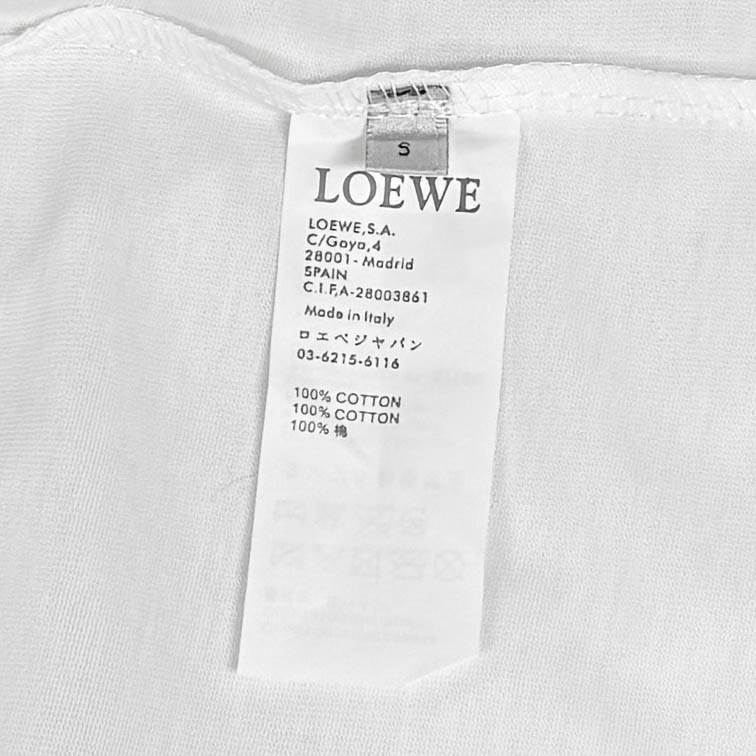 S
LOEWE
LOEWE,S.A.
C/Goya,4
28001- Madrid
SPAIN
C.I.F,A-28003861
Made in Italy
ロエベジャパン
03-6215-6116
100% COTTON
100% COTTON
100% 棉